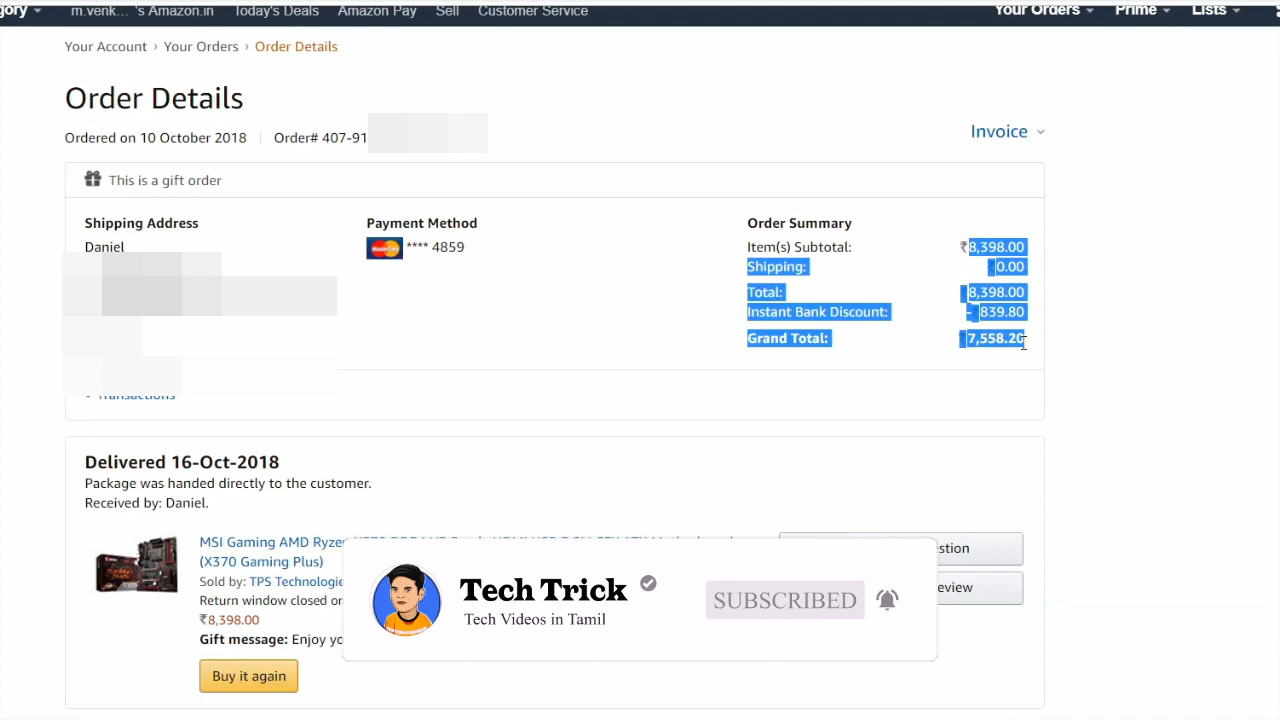 gory m.venk... 's Amazon.in Today's Deals Amazon Pay Sell Customer Service Your Orders Prime Lists
Your Account › Your Orders › Order Details
Order Details
Ordered on 10 October 2018 Order# 407-91
Invoice
This is a gift order
Shipping Address
Daniel
Payment Method
**** 4859
Order Summary
Item(s) Subtotal: ₹8,398.00
Shipping: ₹0.00
Total: ₹8,398.00
Instant Bank Discount: -₹839.80
Grand Total: ₹7,558.20
Transactions
Delivered 16-Oct-2018
Package was handed directly to the customer.
Received by: Daniel.
MSI Gaming AMD Ryze
(X370 Gaming Plus)
Sold by: TPS Technologie
Return window closed or
₹8,398.00
Gift message: Enjoy yo
Buy it again
stion
eview
Tech Trick
Tech Videos in Tamil
SUBSCRIBED